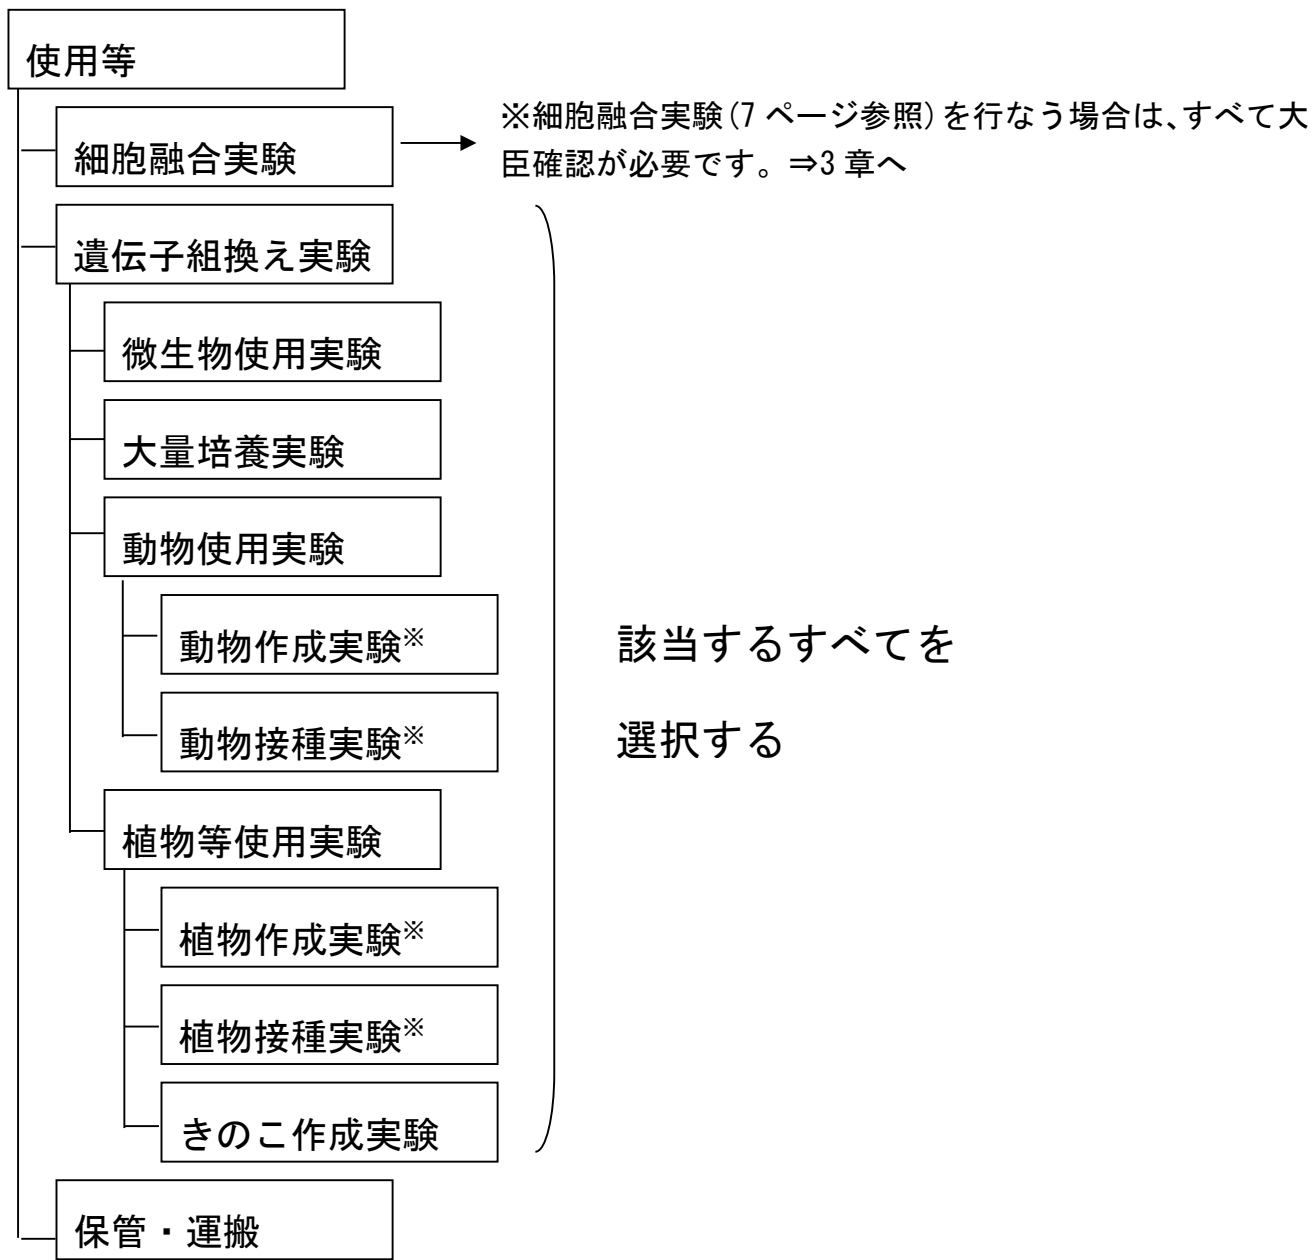 使用等
細胞融合実験
※細胞融合実験(7 ページ参照)を行なう場合は、すべて大
臣確認が必要です。⇒3 章へ
遺伝子組換え実験
微生物使用実験
大量培養実験
動物使用実験
動物作成実験※
動物接種実験※
該当するすべてを
選択する
植物等使用実験
植物作成実験※
植物接種実験※
きのこ作成実験
保管・運搬